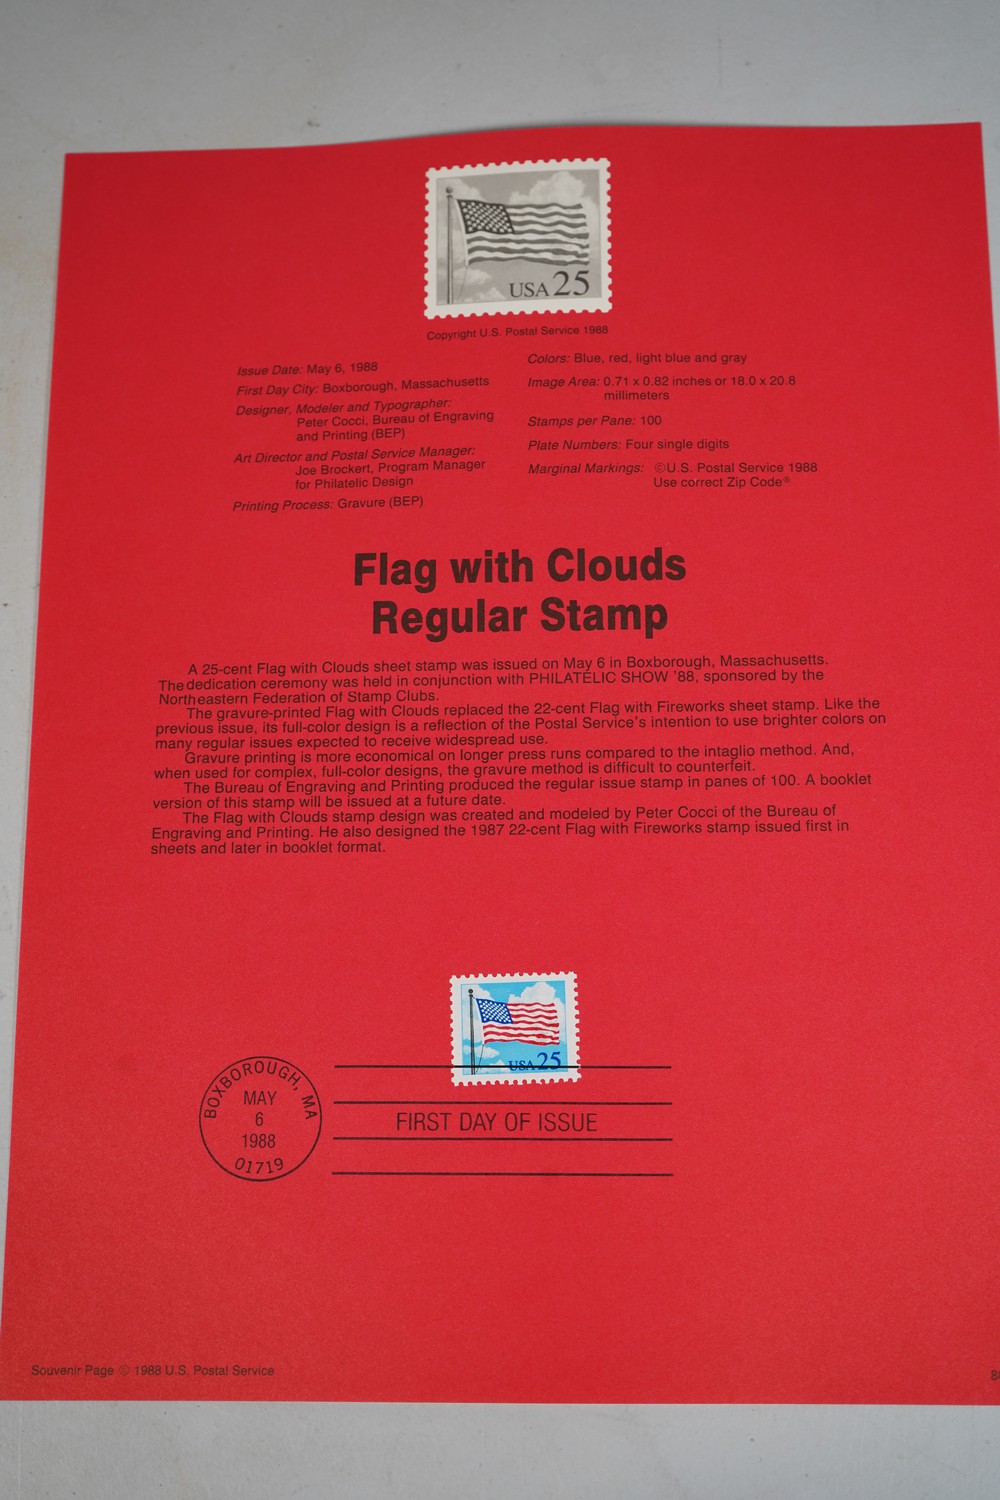 USA 25
Copyright U.S. Postal Service 1988
Issue Date: May 6, 1988
First Day City: Boxborough, Massachusetts
Designer, Modeler and Typographer:
Peter Cocci, Bureau of Engraving
and Printing (BEP)
Art Director and Postal Service Manager:
Joe Brockert, Program Manager
for Philatelic Design
Printing Process: Gravure (BEP)
Colors: Blue, red, light blue and gray
Image Area: 0.71 x 0.82 inches or 18.0 x 20.8
millimeters
Stamps per Pane: 100
Plate Numbers: Four single digits
Marginal Markings: ©U.S. Postal Service 1988
Use correct Zip Code®
Flag with Clouds
Regular Stamp
A 25-cent Flag with Clouds sheet stamp was issued on May 6 in Boxborough, Massachusetts.
The dedication ceremony was held in conjunction with PHILATELIC SHOW '88, sponsored by the
Northeastern Federation of Stamp Clubs.
The gravure-printed Flag with Clouds replaced the 22-cent Flag with Fireworks sheet stamp. Like the
previous issue, its full-color design is a reflection of the Postal Service's intention to use brighter colors on
many regular issues expected to receive widespread use.
Gravure printing is more economical on longer press runs compared to the intaglio method. And,
when used for complex, full-color designs, the gravure method is difficult to counterfeit.
The Bureau of Engraving and Printing produced the regular issue stamp in panes of 100. A booklet
version of this stamp will be issued at a future date.
The Flag with Clouds stamp design was created and modeled by Peter Cocci of the Bureau of
Engraving and Printing. He also designed the 1987 22-cent Flag with Fireworks stamp issued first in
sheets and later in booklet format.
USA 25
BOXBOROUGH, MA
MAY
6
1988
01719
FIRST DAY OF ISSUE
Souvenir Page © 1988 U.S. Postal Service